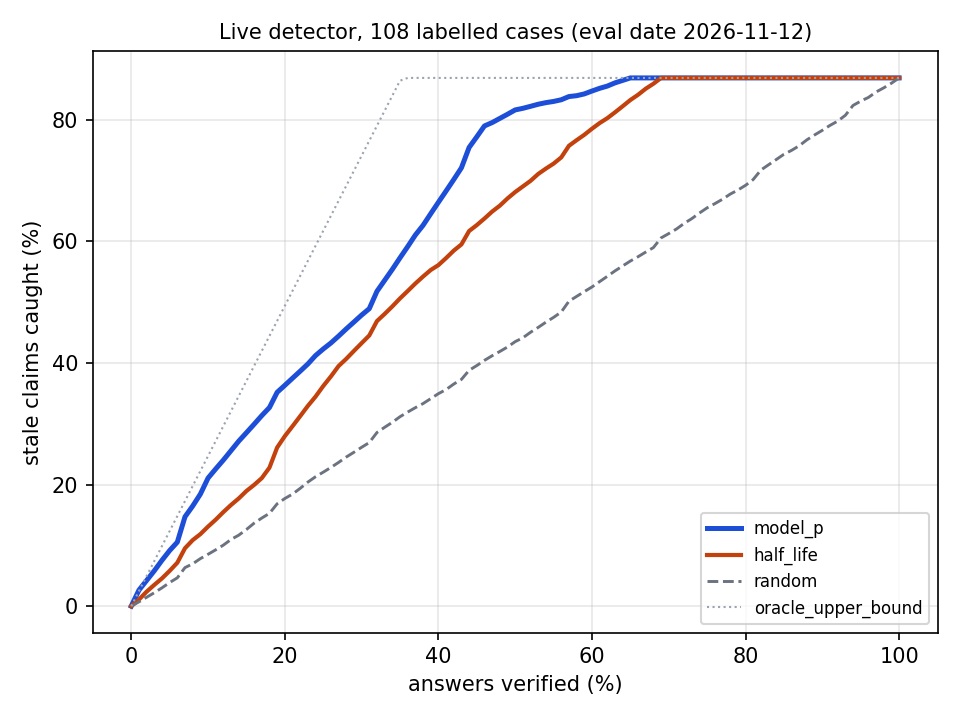 Live detector, 108 labelled cases (eval date 2026-11-12)
stale claims caught (%)
80
60
40
20
0
0 20 40 60 80 100
answers verified (%)
model_p
half_life
random
oracle_upper_bound